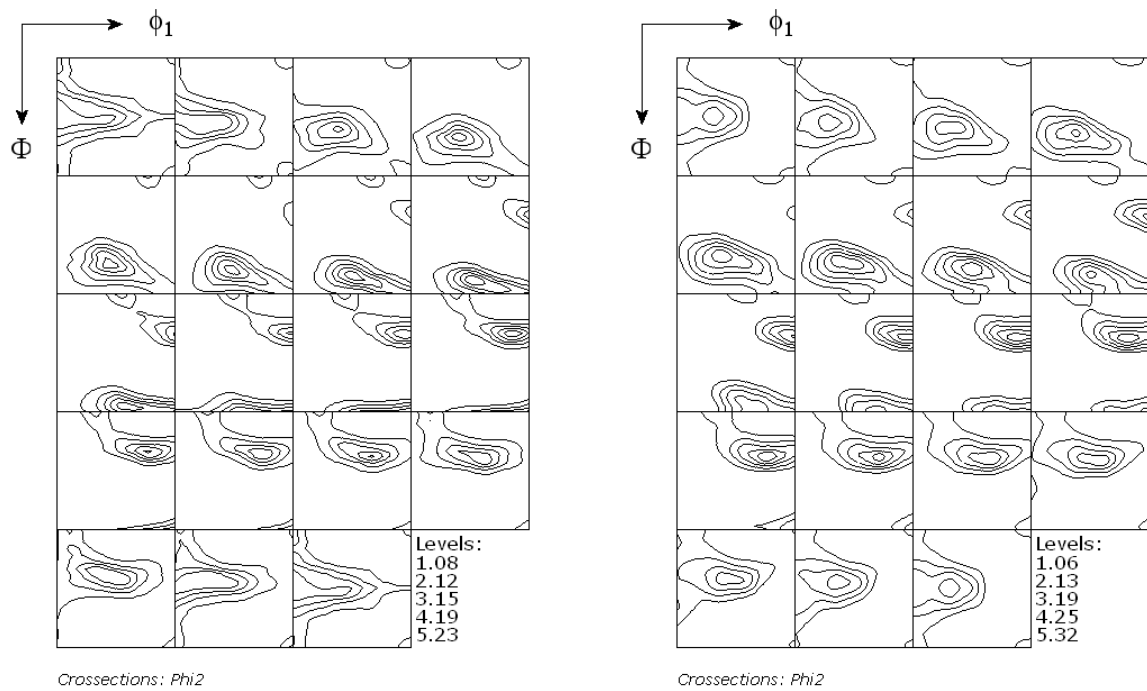 ϕ1
Φ
Levels:
1.08
2.12
3.15
4.19
5.23
Crossections: Phi2
ϕ1
Φ
Levels:
1.06
2.13
3.19
4.25
5.32
Crossections: Phi2